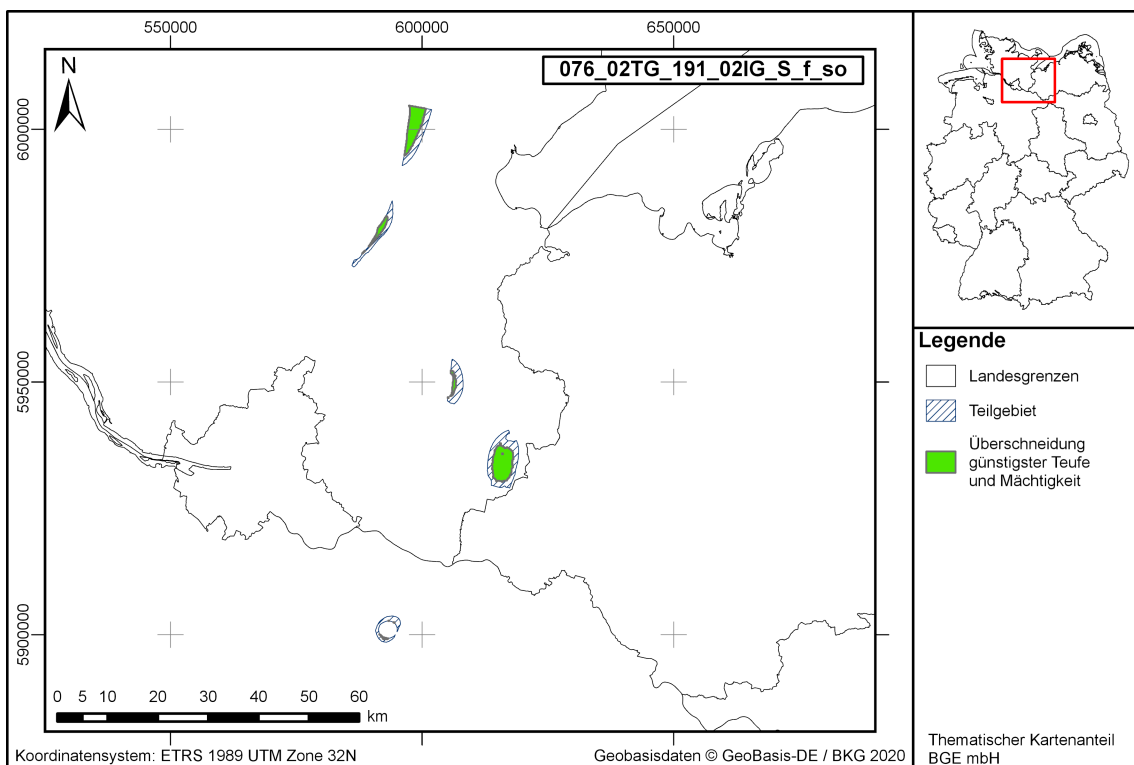 550000 600000 650000
N
076_02TG_191_02IG_S_f_so
6000000
5950000
5900000
0 5 10 20 30 40 50 60
km
Koordinatensystem: ETRS 1989 UTM Zone 32N
Geobasisdaten © GeoBasis-DE / BKG 2020
Legende
Landesgrenzen
Teilgebiet
Überschneidung
günstigster Teufe
und Mächtigkeit
Thematischer Kartenanteil
BGE mbH